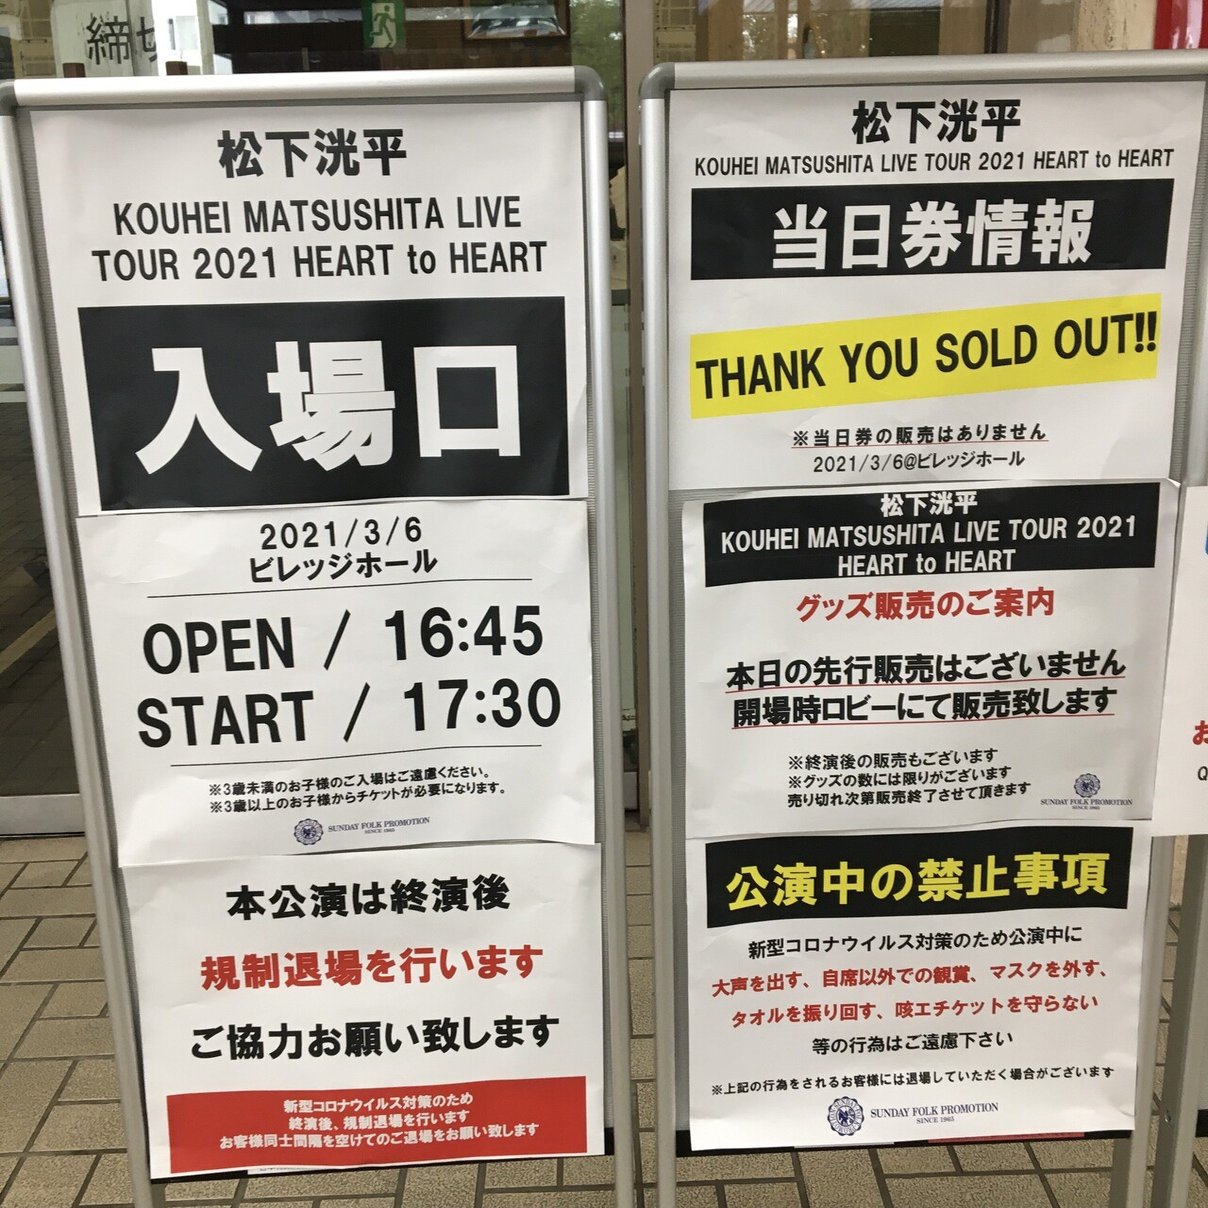 締切
松下洸平
KOUHEI MATSUSHITA LIVE
TOUR 2021 HEART to HEART
入場口
2021/3/6
ビレッジホール
OPEN / 16:45
START / 17:30
※3歳未満のお子様のご入場はご遠慮ください。
※3歳以上のお子様からチケットが必要になります。
SUNDAY FOLK PROMOTION
SINCE 1965
本公演は終演後
規制退場を行います
ご協力お願い致します
新型コロナウイルス対策のため
終演後、規制退場を行います
お客様同士間隔を空けてのご退場をお願い致します
松下洸平
KOUHEI MATSUSHITA LIVE TOUR 2021 HEART to HEART
当日券情報
THANK YOU SOLD OUT!!
※当日券の販売はありません
2021/3/6@ビレッジホール
松下洸平
KOUHEI MATSUSHITA LIVE TOUR 2021
HEART to HEART
グッズ販売のご案内
本日の先行販売はございません
開場時ロビーにて販売致します
※終演後の販売もございます
※グッズの数には限りがございます
売り切れ次第販売終了させて頂きます
SUNDAY FOLK PROMOTION
SINCE 1965
公演中の禁止事項
新型コロナウイルス対策のため公演中に
大声を出す、自席以外での観賞、マスクを外す、
タオルを振り回す、咳エチケットを守らない
等の行為はご遠慮下さい
※上記の行為をされるお客様には退場していただく場合がございます
SUNDAY FOLK PROMOTION
SINCE 1965
お
Q